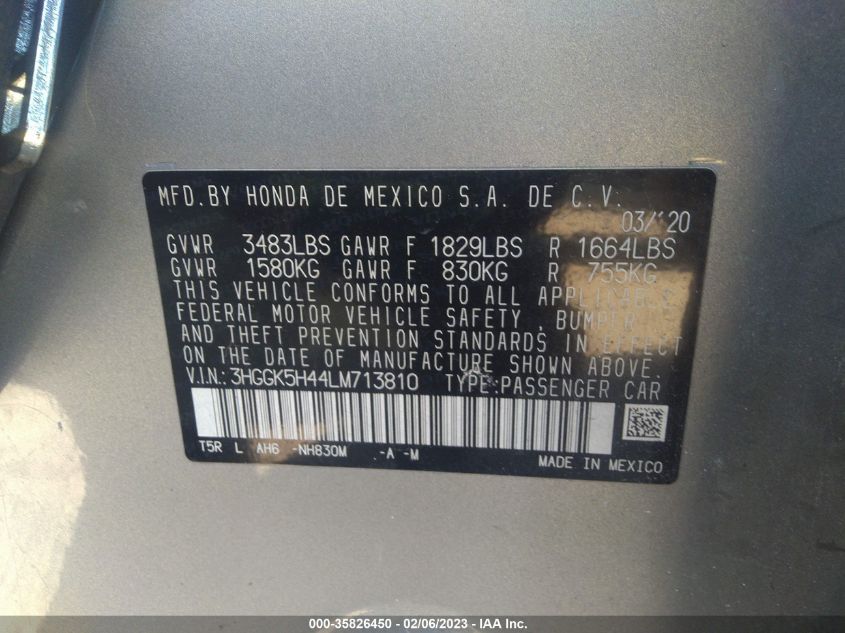 MFD.BY HONDA DE MEXICO S.A. DE C.V.
03/'20
GVWR 3483LBS GAWR F 1829LBS R 1664LBS
GVWR 1580KG GAWR F 830KG R 755KG
THIS VEHICLE CONFORMS TO ALL APPLICABLE
FEDERAL MOTOR VEHICLE SAFETY, BUMPER
AND THEFT PREVENTION STANDARDS IN EFFECT
ON THE DATE OF MANUFACTURE SHOWN ABOVE.
V.I.N.:3HGGK5H44LM713810 TYPE:PASSENGER CAR
T5R L AH6 -NH830M -A -M
MADE IN MEXICO
000-35826450 - 02/06/2023 - IAA Inc.